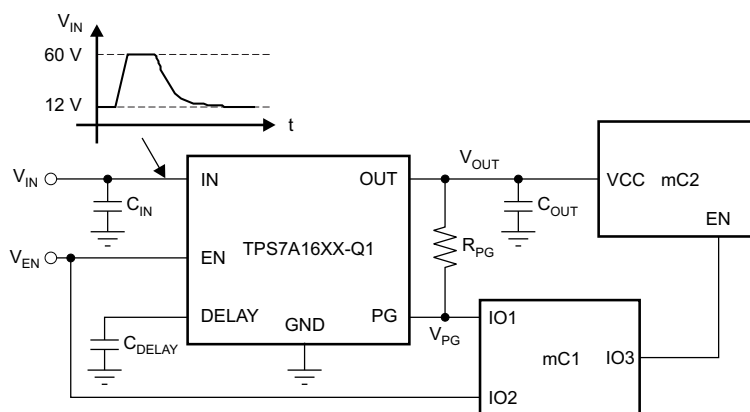 V_IN
60 V
12 V
t
V_IN
C_IN
IN
OUT
V_OUT
VCC
mC2
C_OUT
EN
V_EN
EN
TPS7A16XX-Q1
R_PG
DELAY
GND
PG
V_PG
IO1
C_DELAY
mC1
IO3
IO2